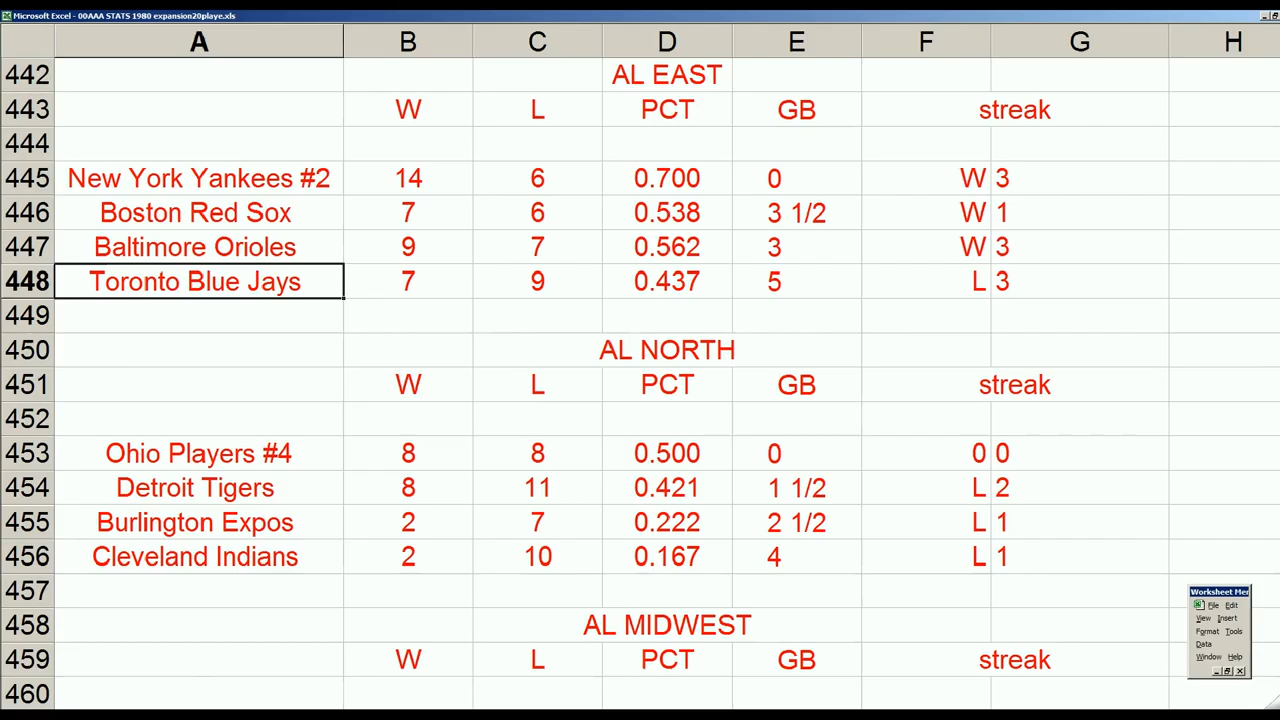 Microsoft Excel - 00AAA STATS 1980 expansion20playe.xls
A B C D E F G H
442 AL EAST
443 W L PCT GB streak
444
445 New York Yankees #2 14 6 0.700 0 W 3
446 Boston Red Sox 7 6 0.538 3 1/2 W 1
447 Baltimore Orioles 9 7 0.562 3 W 3
448 Toronto Blue Jays 7 9 0.437 5 L 3
449
450 AL NORTH
451 W L PCT GB streak
452
453 Ohio Players #4 8 8 0.500 0 0 0
454 Detroit Tigers 8 11 0.421 1 1/2 L 2
455 Burlington Expos 2 7 0.222 2 1/2 L 1
456 Cleveland Indians 2 10 0.167 4 L 1
457
458 AL MIDWEST
459 W L PCT GB streak
460
Worksheet Mer
File Edit
View Insert
Format Tools
Data
Window Help